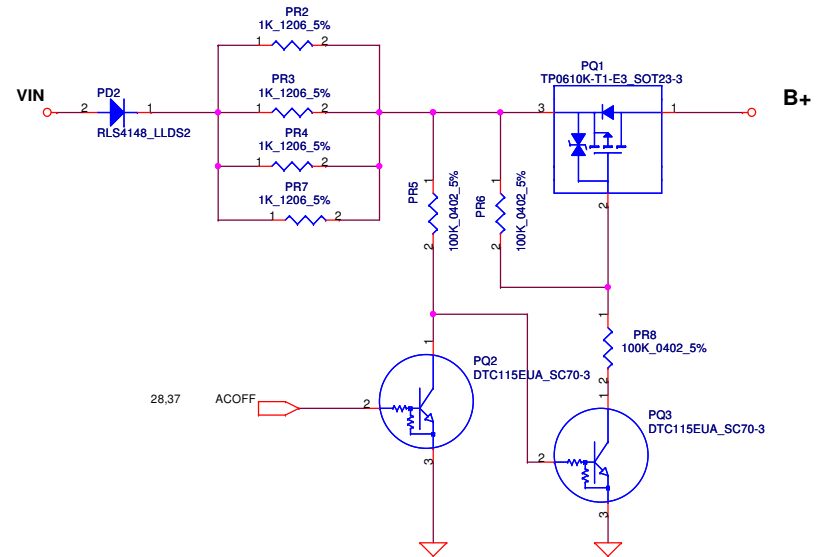 PR2
1K_1206_5%
1 2
PQ1
TP0610K-T1-E3_SOT23-3
VIN
PD2
2 1
RLS4148_LLDS2
PR3
1K_1206_5%
1 2
3 1
B+
PR4
1K_1206_5%
1 2
PR7
1K_1206_5%
1 2
1
PR5
100K_0402_5%
2
1
PR6
100K_0402_5%
2
2
1
PR8
100K_0402_5%
2
1
PQ2
DTC115EUA_SC70-3
28,37 ACOFF
2
3
1
PQ3
DTC115EUA_SC70-3
2
3